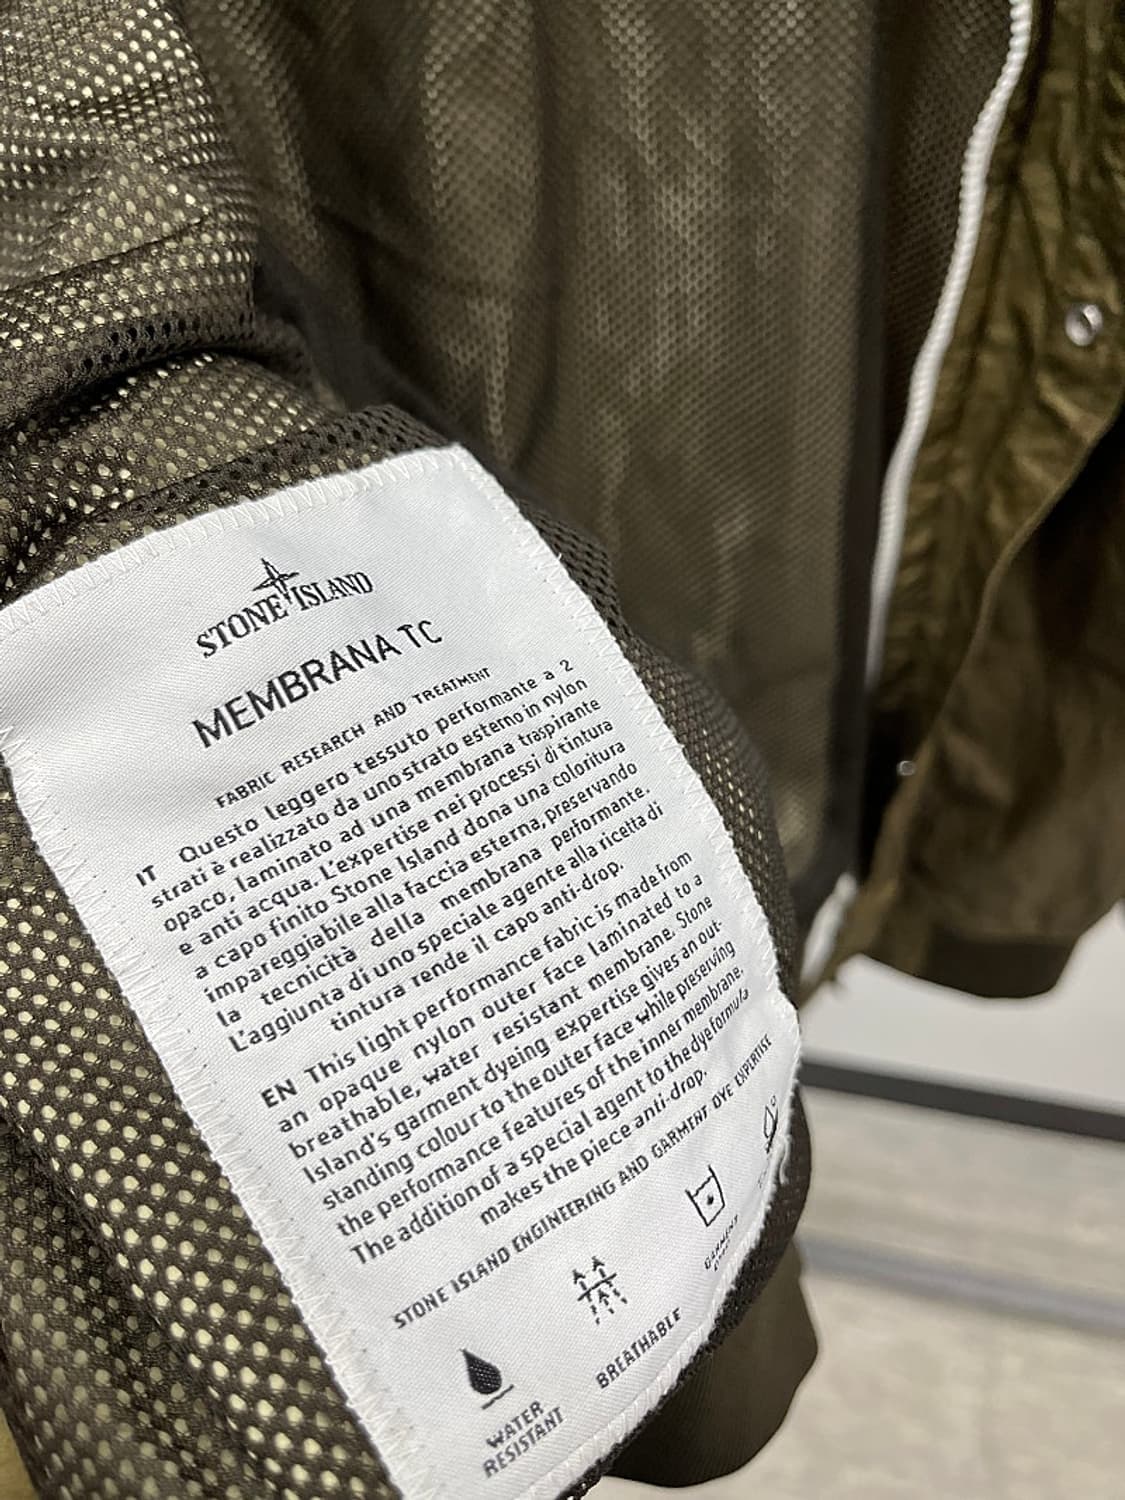 STONE ISLAND
MEMBRANA TC
FABRIC RESEARCH AND TREATMENT
IT Questo leggero tessuto performante a 2
strati è realizzato da uno strato esterno in nylon
opaco, laminato ad una membrana traspirante
e anti acqua. L'expertise nei processi di tintura
a capo finito Stone Island dona una coloritura
impareggiabile alla faccia esterna, preservando
la tecnicità della membrana performante.
L'aggiunta di uno speciale agente alla ricetta di
tintura rende il capo anti-drop.
EN This light performance fabric is made from
an opaque nylon outer face laminated to a
breathable, water resistant membrane. Stone
Island's garment dyeing expertise gives an out-
standing colour to the outer face while preserving
the performance features of the inner membrane.
The addition of a special agent to the dye formula
makes the piece anti-drop.
STONE ISLAND ENGINEERING AND GARMENT DYE EXPERTISE
WATER
RESISTANT
BREATHABLE
GARMENT